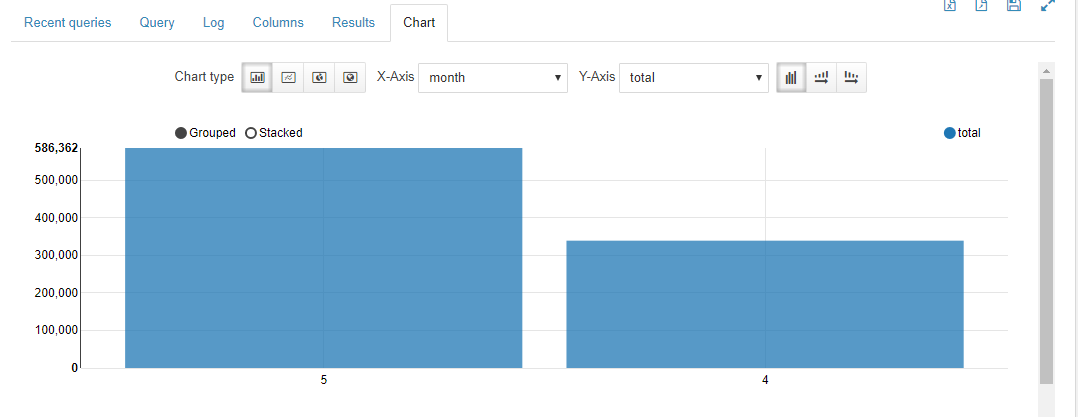 Recent queries Query Log Columns Results Chart
Chart type X-Axis month Y-Axis total
Grouped Stacked total
586,362
500,000
400,000
300,000
200,000
100,000
0
5 4